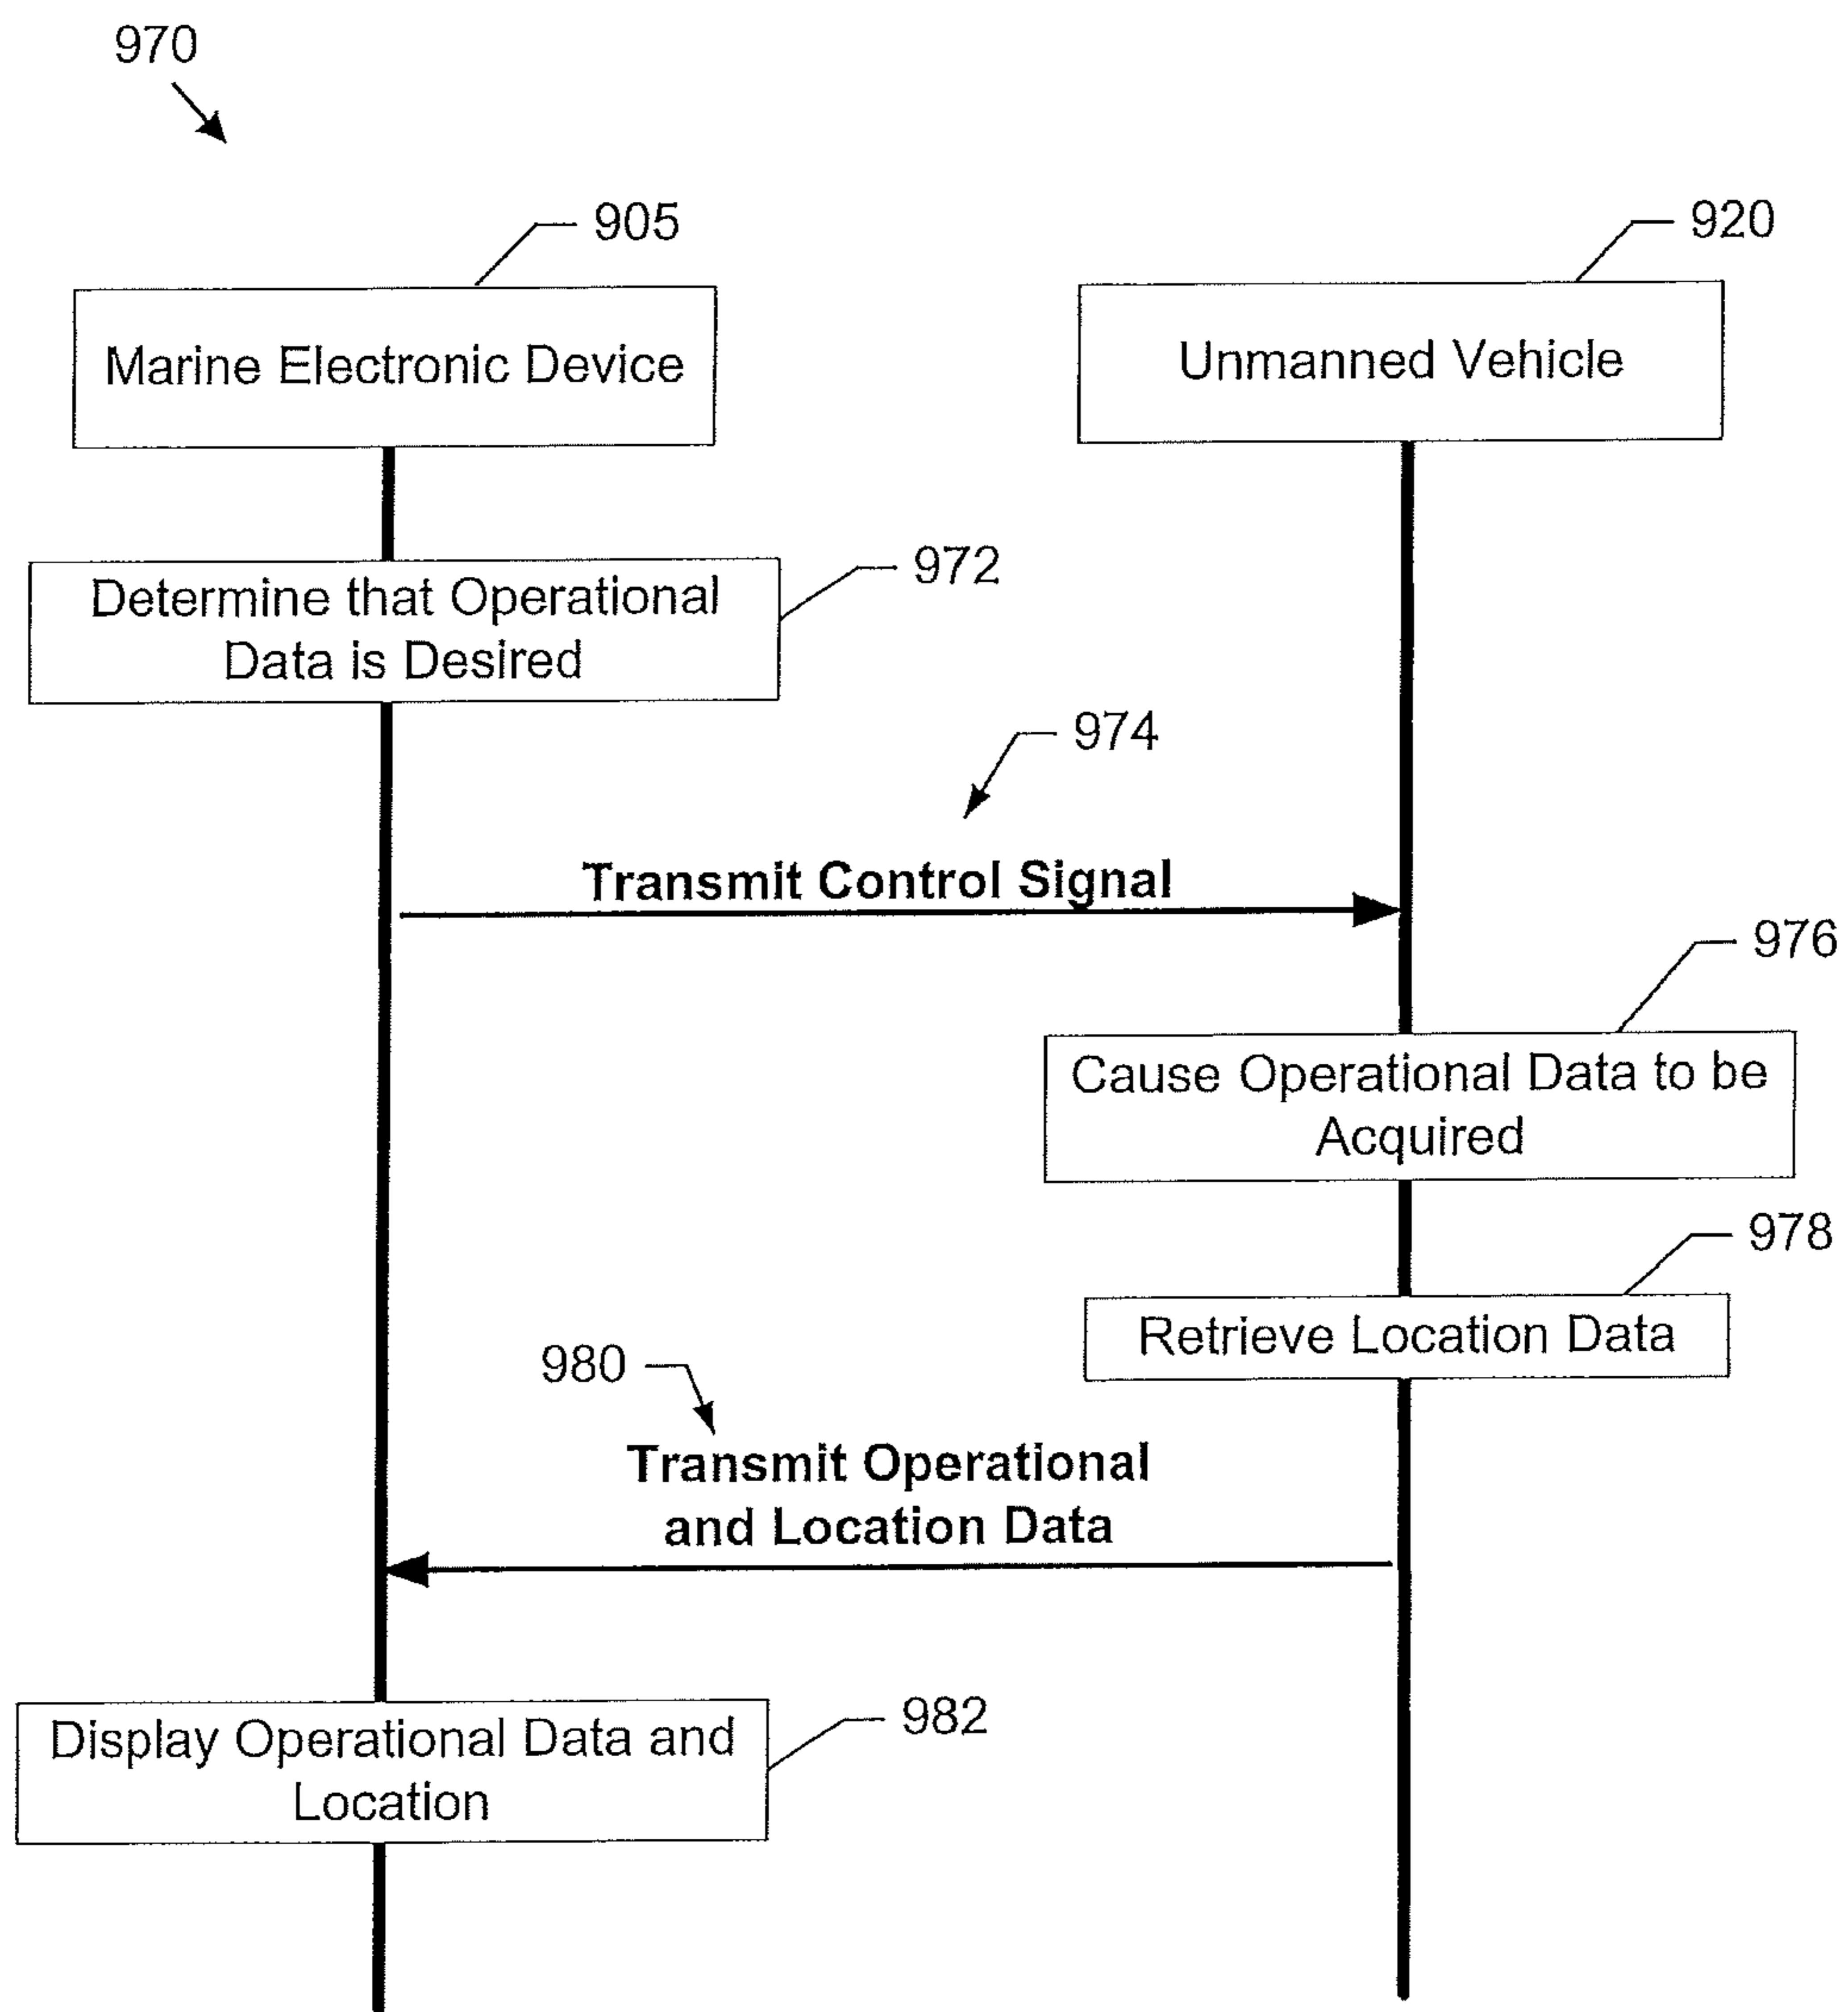 970
905
920
Marine Electronic Device
Unmanned Vehicle
972
Determine that Operational
Data is Desired
974
Transmit Control Signal
976
Cause Operational Data to be
Acquired
978
Retrieve Location Data
980
Transmit Operational
and Location Data
982
Display Operational Data and
Location